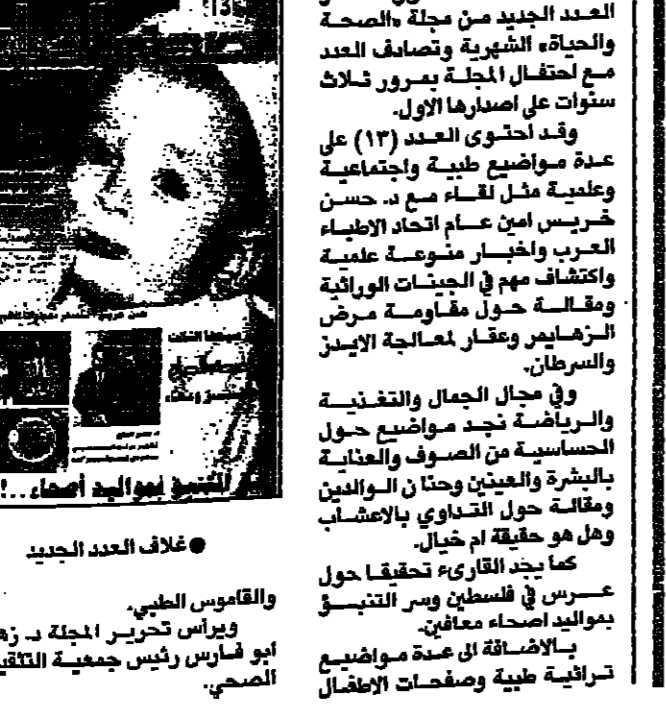 العدد الجديد من مجلة «الصحة
والحياة» الشهرية وتصادف العدد
مع احتفال المجلة بمرور ثلاث
سنوات على اصدارها الاول.
وقد احتوى العدد (١٣) على
عدة مواضيع طبية واجتماعية
وعلمية مثل لقاء مع د. حسن
خريس امين عام اتحاد الاطباء
العرب واخبار منوعة علمية
واكتشاف مهم في الجينات الوراثية
ومقالة حول مقاومة مرض
الزهايمر وعقار لمعالجة الايدز
والسرطان.
وفي مجال الجمال والتغذية
والرياضة نجد مواضيع حول
الحساسية من الصوف والعناية
بالبشرة والعينين وحنان الوالدين
ومقالة حول التداوي بالاعشاب
وهل هو حقيقة ام خيال.
كما يجد القارىء تحقيقا حول
عرس في فلسطين وسر التنبؤ
بمواليد اصحاء معافين.
بالاضافة الى عدة مواضيع
تراثية طبية وصفحات الاطفال
13
التنبؤ بمواليد أصحاء..!
● غلاف العدد الجديد
والقاموس الطبي.
ويرأس تحرير المجلة د. زه
أبو فارس رئيس جمعية التثقي
الصحي.